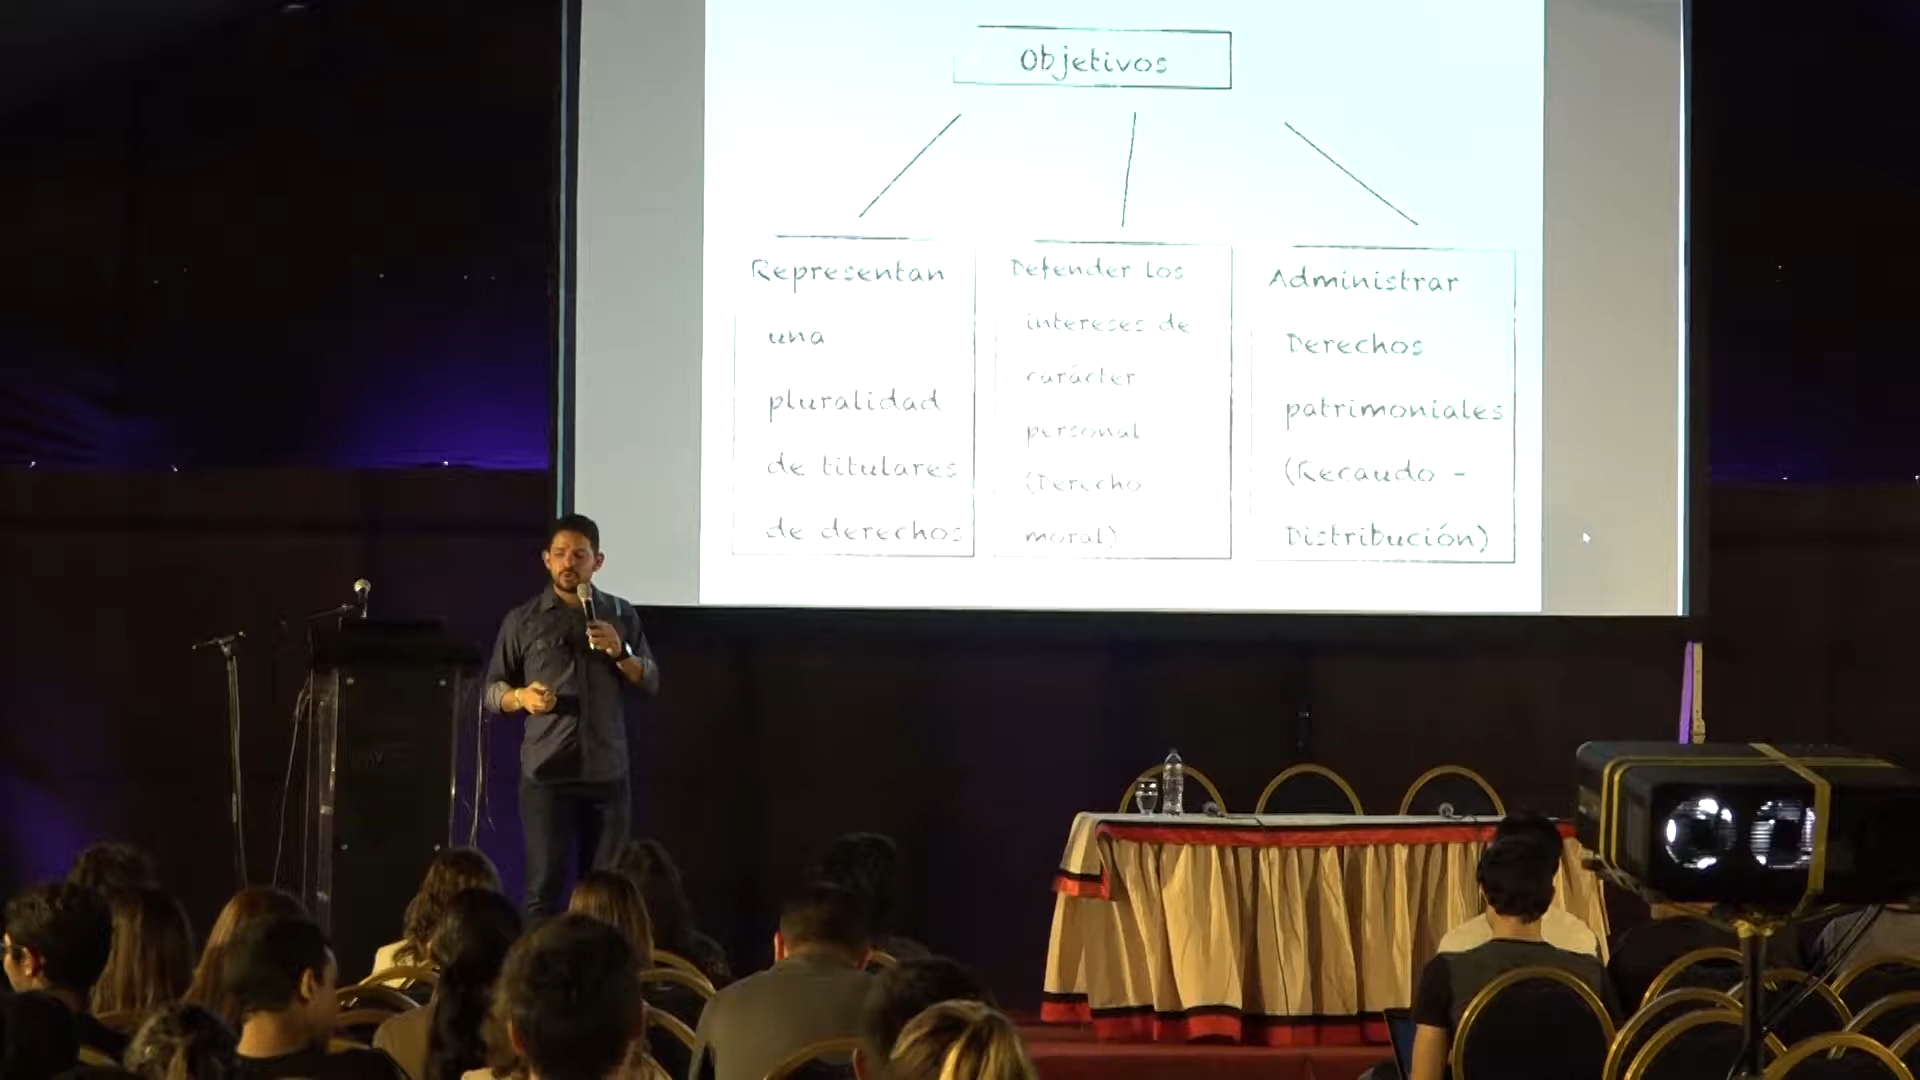 Objetivos
Representan
una
pluralidad
de titulares
de derechos
Defender los
intereses de
carácter
personal
(Derecho
moral)
Administrar
Derechos
patrimoniales
(Recaudo -
Distribución)